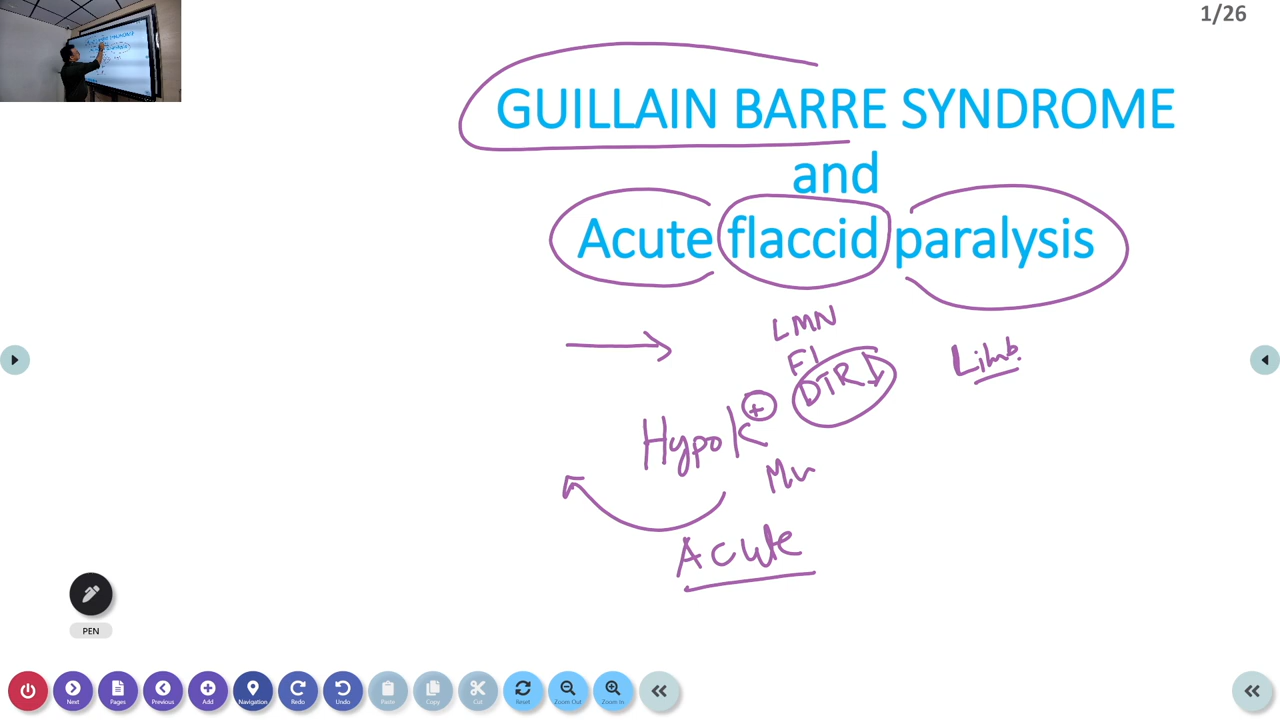 1/26
GUILLAIN BARRE SYNDROME
and
Acute flaccid paralysis
LMN
Fl
DTR↓
Limb
Hypo K+
Acute
PEN
Next
Pages
Previous
Add
Navigation
Redo
Undo
Paste
Copy
Cut
Reset
Zoom Out
Zoom In